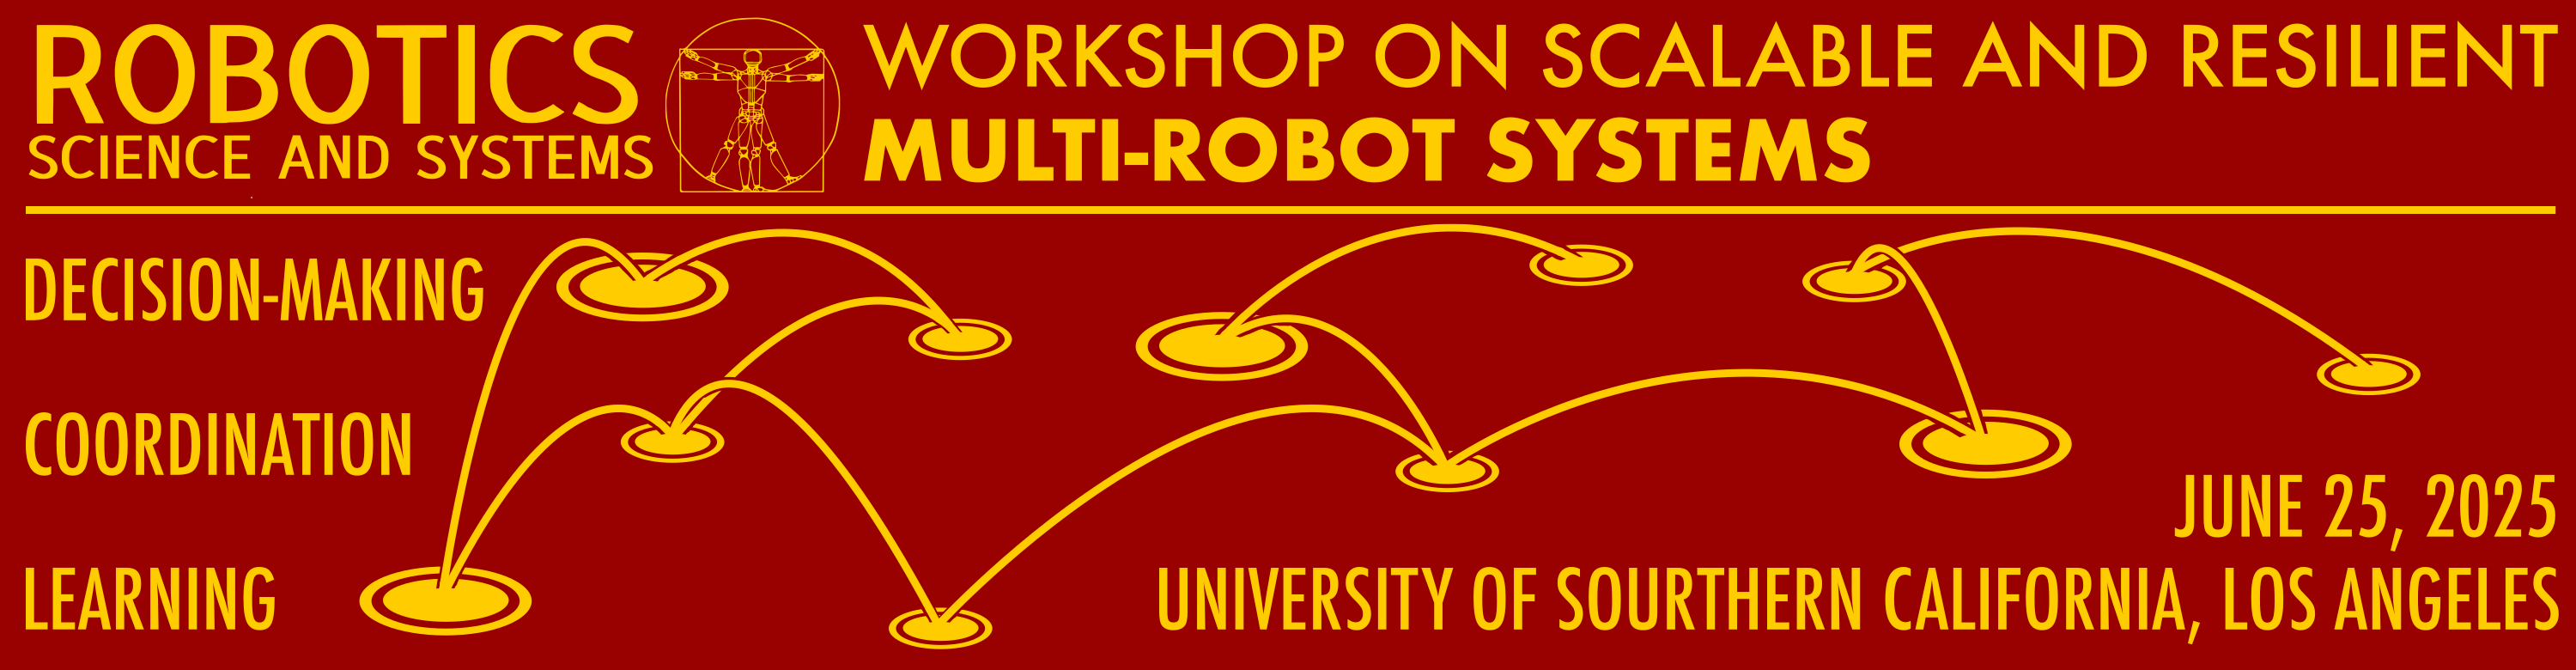 ROBOTICS
SCIENCE AND SYSTEMS
WORKSHOP ON SCALABLE AND RESILIENT
MULTI-ROBOT SYSTEMS
DECISION-MAKING
COORDINATION
LEARNING
JUNE 25, 2025
UNIVERSITY OF SOURTHERN CALIFORNIA, LOS ANGELES